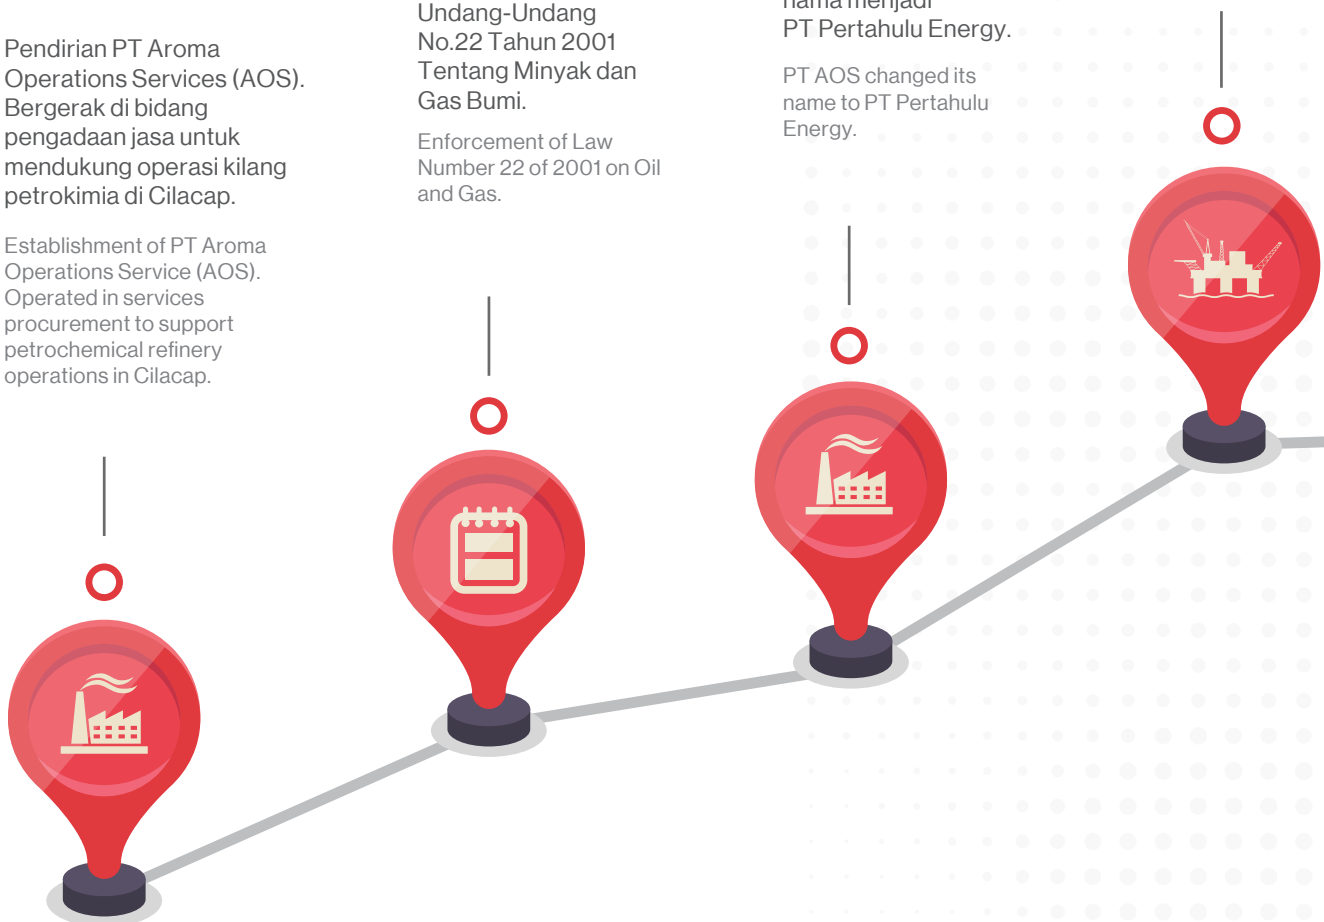 Pendirian PT Aroma
Operations Services (AOS).
Bergerak di bidang
pengadaan jasa untuk
mendukung operasi kilang
petrokimia di Cilacap.
Establishment of PT Aroma
Operations Service (AOS).
Operated in services
procurement to support
petrochemical refinery
operations in Cilacap.
Undang-Undang
No.22 Tahun 2001
Tentang Minyak dan
Gas Bumi.
Enforcement of Law
Number 22 of 2001 on Oil
and Gas.
nama menjadi
PT Pertahulu Energy.
PT AOS changed its
name to PT Pertahulu
Energy.